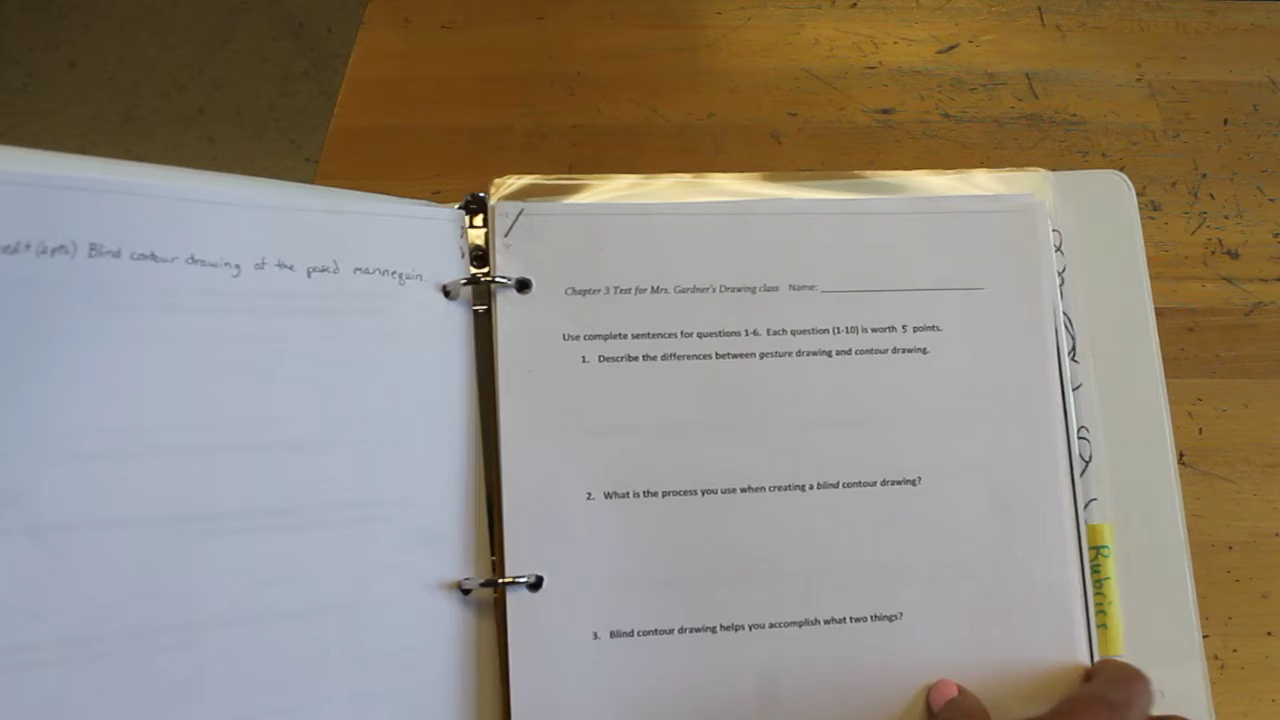 (2pts) Blind contour drawing of the posed mannequin.
Chapter 3 Test for Mrs. Gardner's Drawing class Name:
Use complete sentences for questions 1-6. Each question (1-10) is worth 5 points.
1. Describe the differences between gesture drawing and contour drawing.
2. What is the process you use when creating a blind contour drawing?
3. Blind contour drawing helps you accomplish what two things?
Rubrics